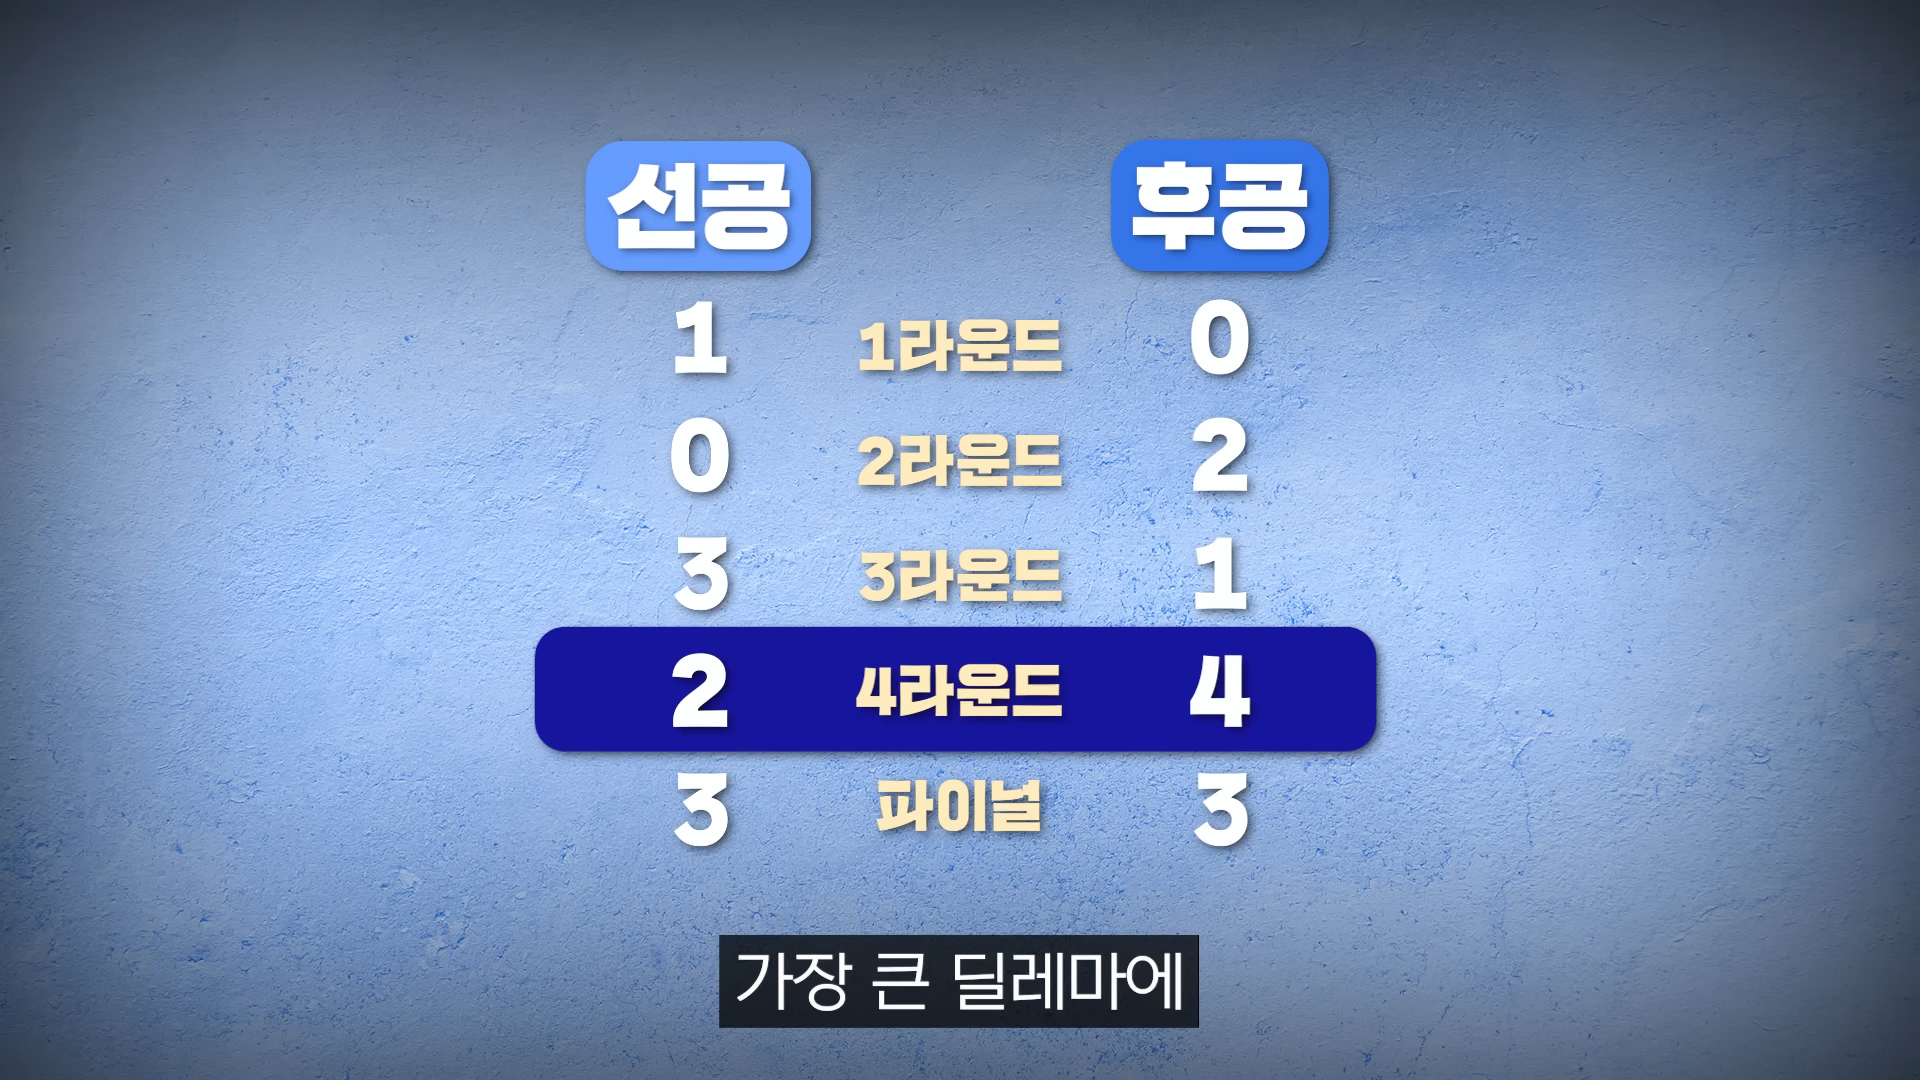 선공 후공
1 1라운드 0
0 2라운드 2
3 3라운드 1
2 4라운드 4
3 파이널 3
가장 큰 딜레마에